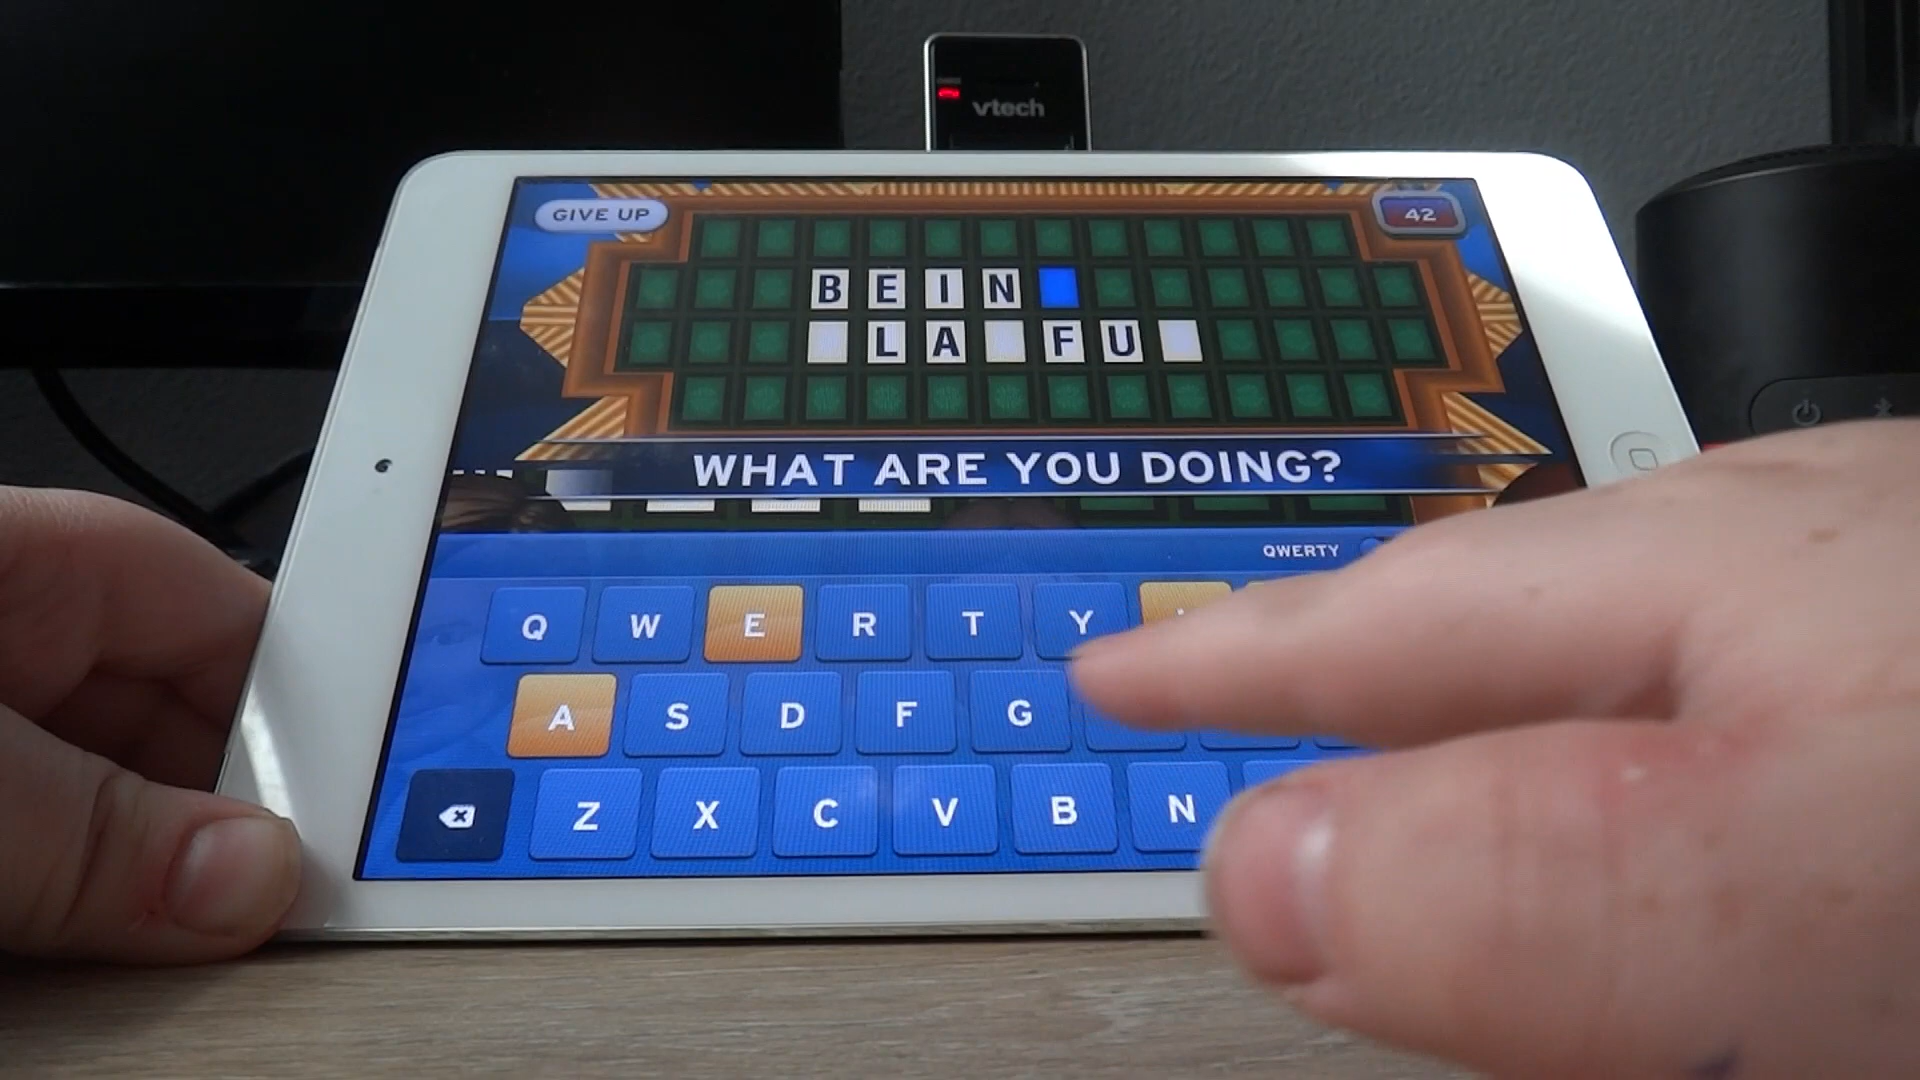 vtech
GIVE UP
42
BEIN
LA FU
WHAT ARE YOU DOING?
QWERTY
Q W E R T Y
A S D F G
Z X C V B N